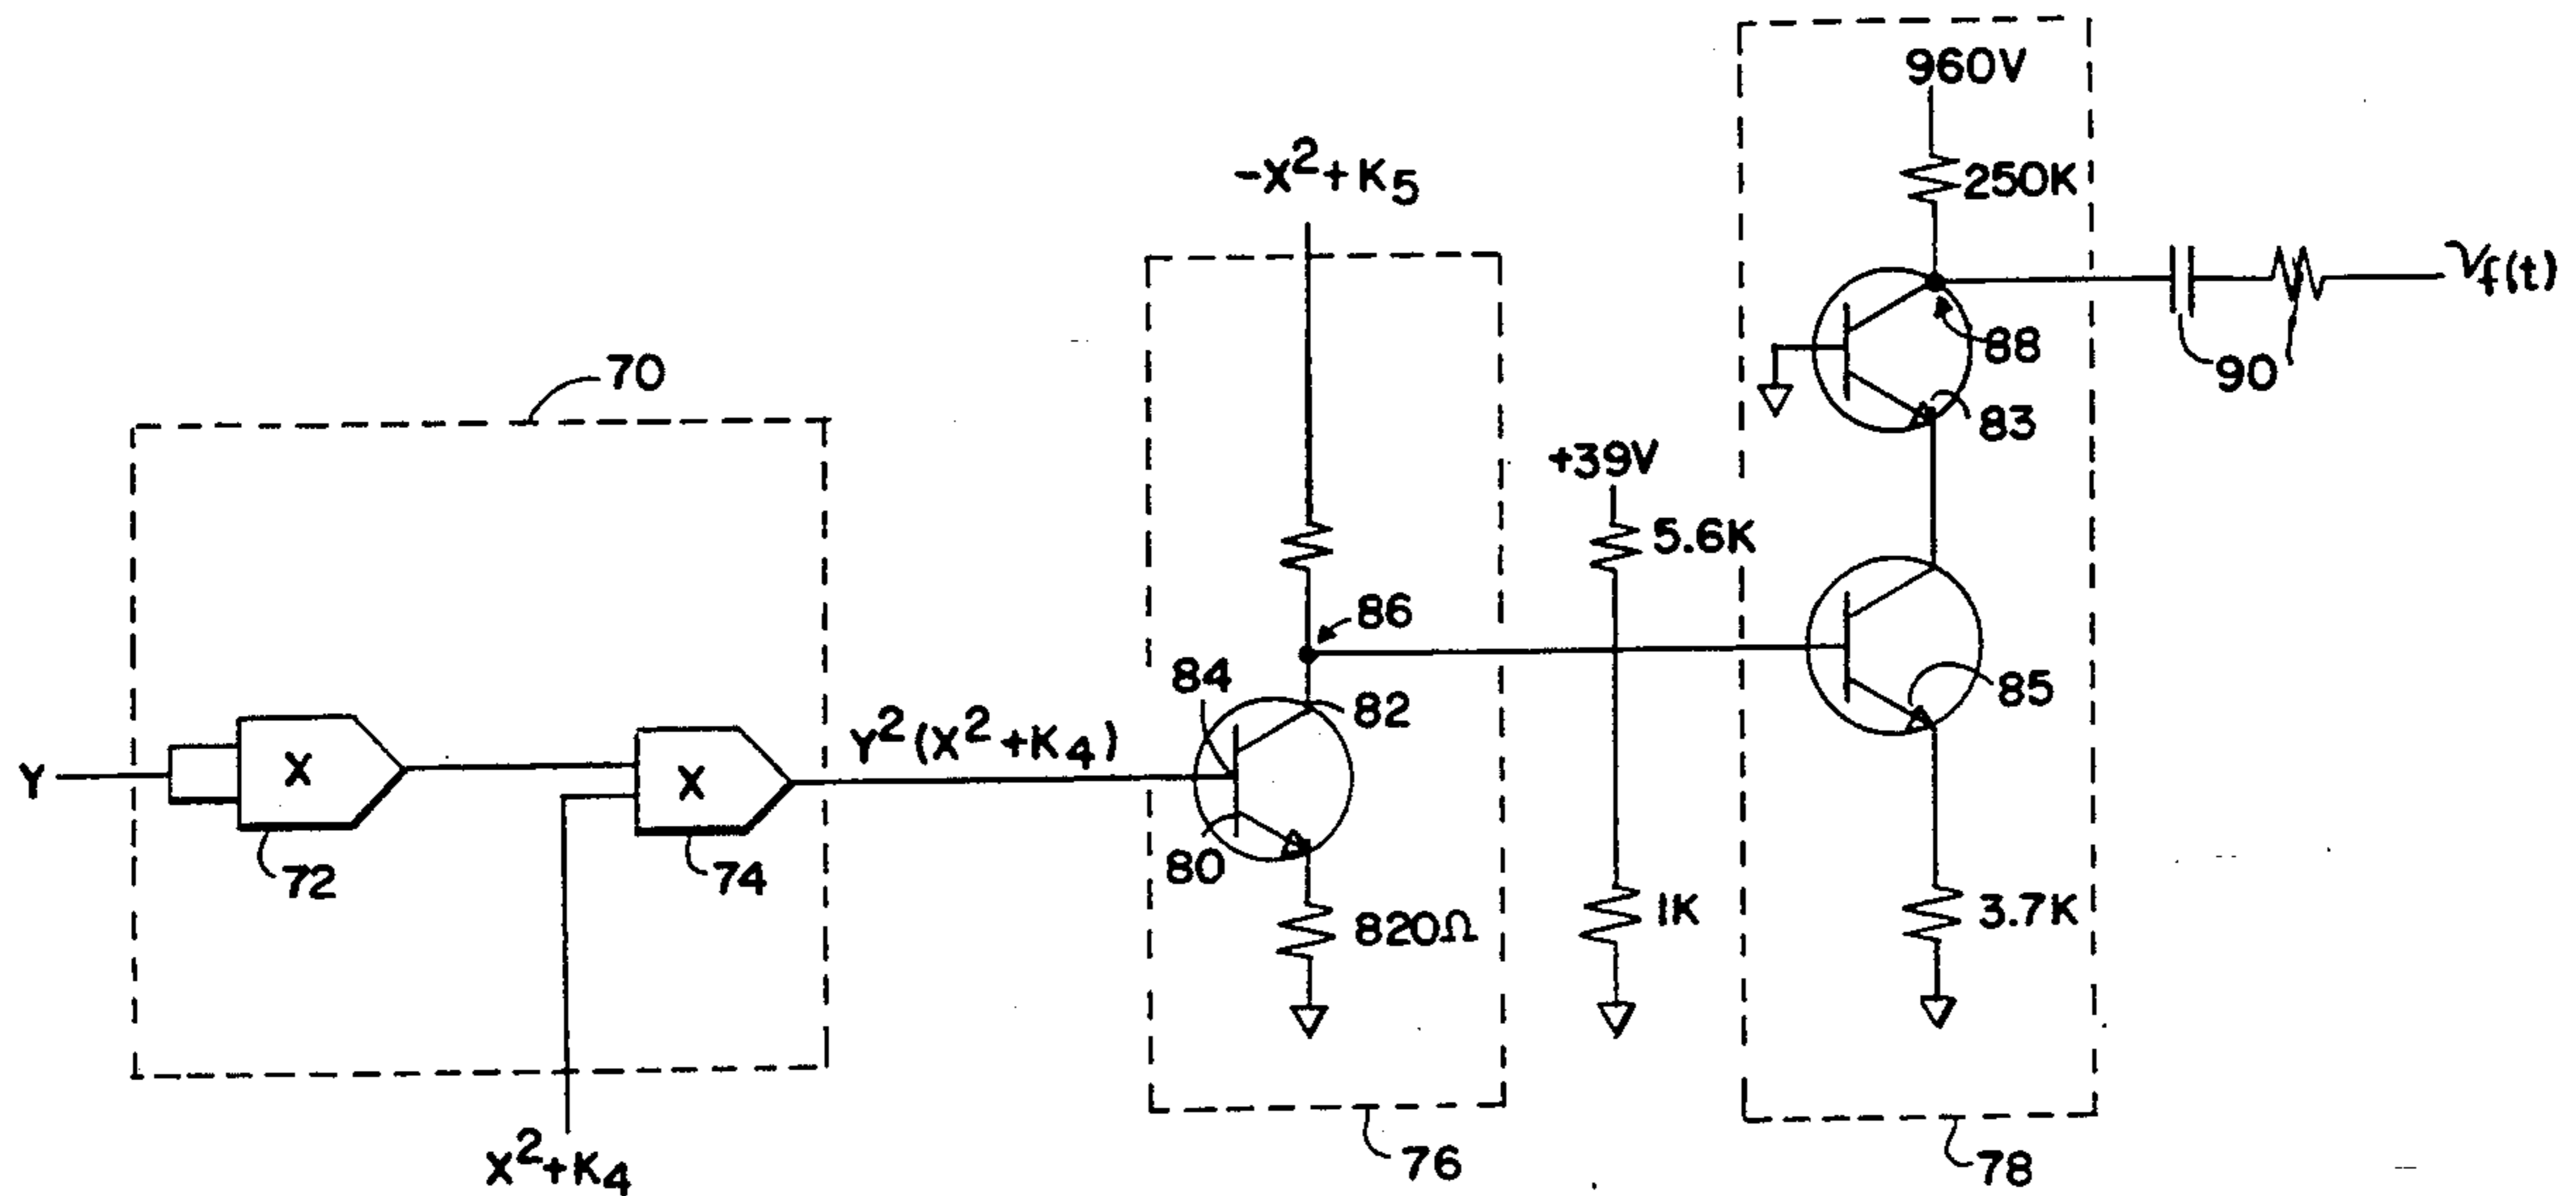 960V
250K
-X²+K₅
𝒱f(t)
88
90
83
70
+39V
5.6K
86
84
82
85
Y
X
72
X
74
Y²(X²+K₄)
80
820Ω
1K
3.7K
X²+K₄
76
78